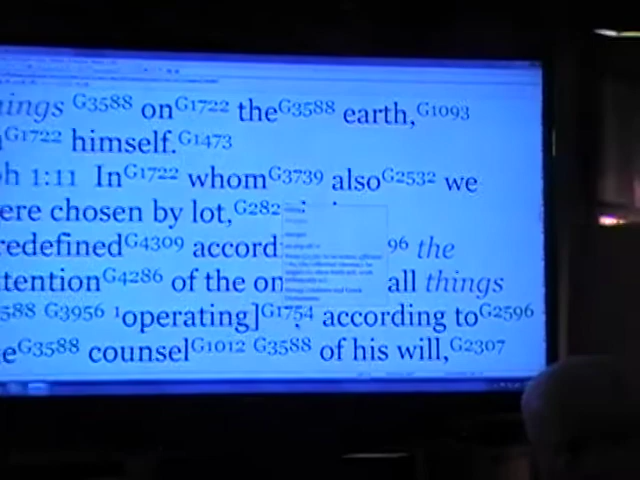 ings G3588 on G1722 the G3588 earth, G1093
G1722 himself. G1473
h 1:11 In G1722 whom G3739 also G2532 we
ere chosen by lot, G282
redefined G4309 accord 96 the
tention G4286 of the on all things
588 G3956 1operating] G1754 according to G2596
e G3588 counsel G1012 G3588 of his will, G2307